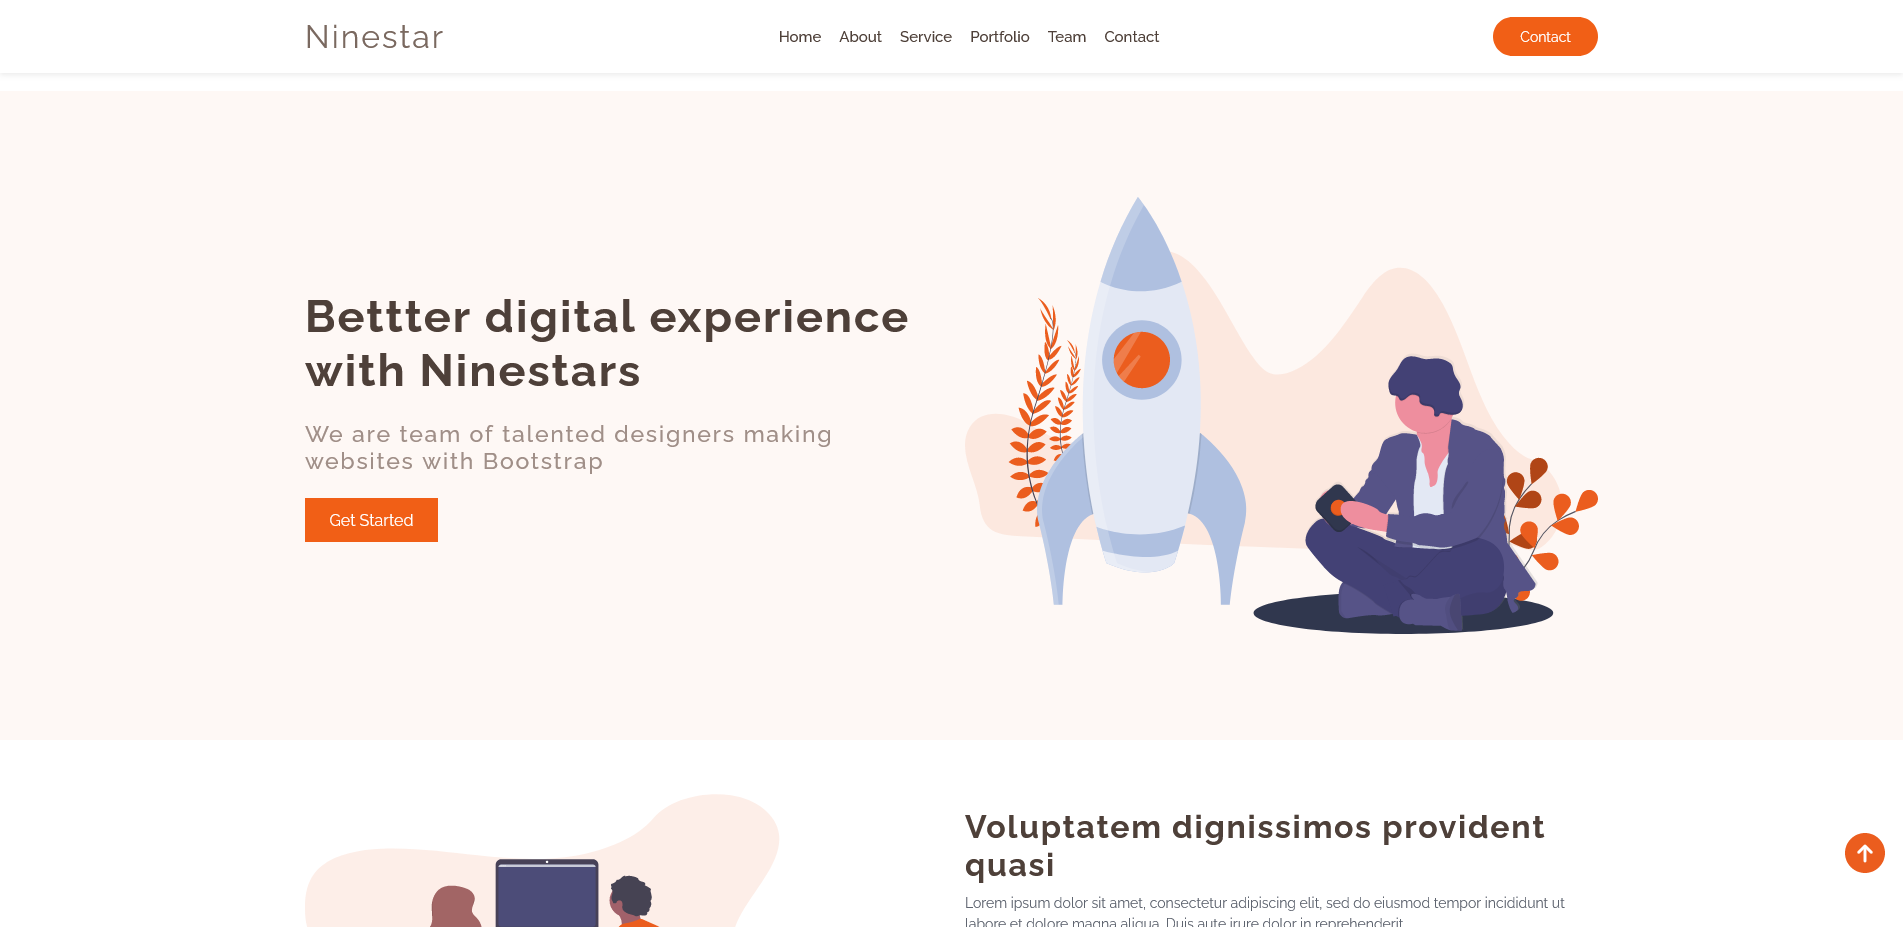 Ninestar
Home About Service Portfolio Team Contact
Contact
Bettter digital experience
with Ninestars
We are team of talented designers making
websites with Bootstrap
Get Started
Voluptatem dignissimos provident
quasi
Lorem ipsum dolor sit amet, consectetur adipiscing elit, sed do eiusmod tempor incididunt ut
labore et dolore magna aliqua. Duis aute irure dolor in reprehenderit